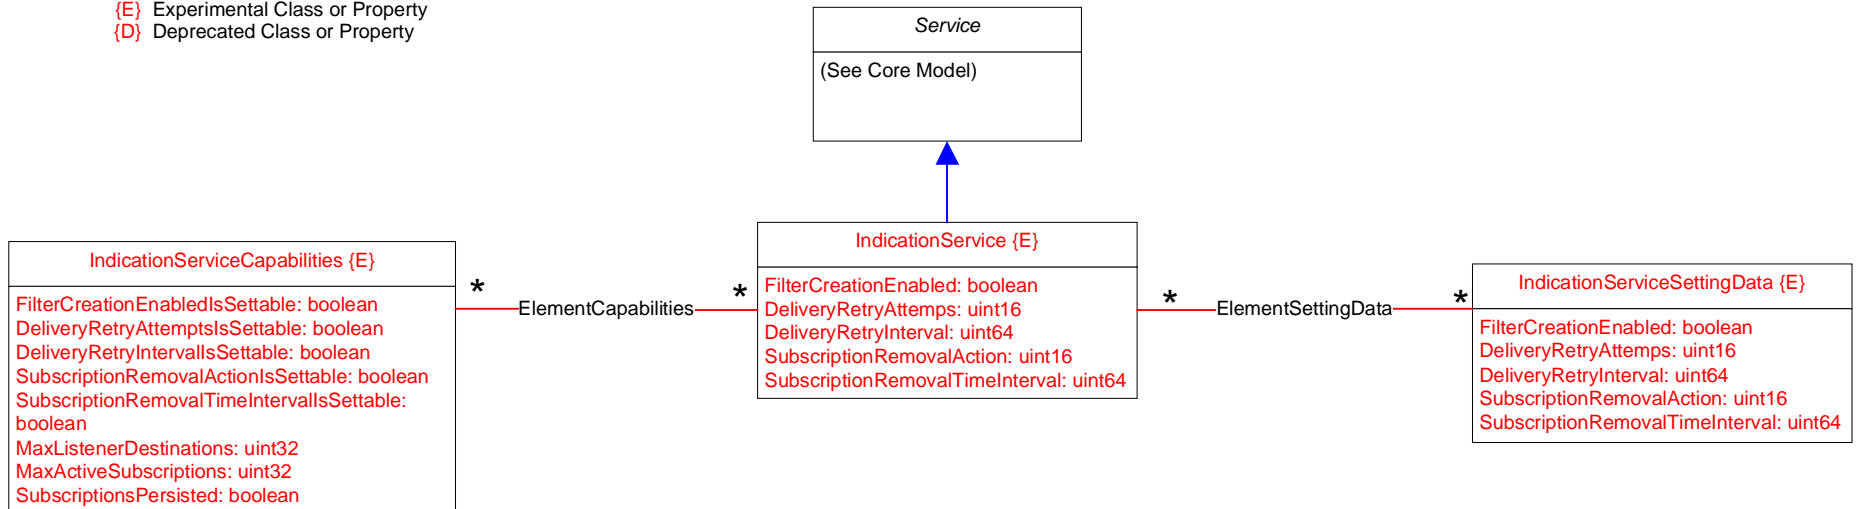 {E} Experimental Class or Property
{D} Deprecated Class or Property
Service
(See Core Model)
IndicationServiceCapabilities {E}
FilterCreationEnabledIsSettable: boolean
DeliveryRetryAttemptsIsSettable: boolean
DeliveryRetryIntervalIsSettable: boolean
SubscriptionRemovalActionIsSettable: boolean
SubscriptionRemovalTimeIntervalIsSettable:
boolean
MaxListenerDestinations: uint32
MaxActiveSubscriptions: uint32
SubscriptionsPersisted: boolean
*
ElementCapabilities
*
IndicationService {E}
FilterCreationEnabled: boolean
DeliveryRetryAttemps: uint16
DeliveryRetryInterval: uint64
SubscriptionRemovalAction: uint16
SubscriptionRemovalTimeInterval: uint64
*
ElementSettingData
*
IndicationServiceSettingData {E}
FilterCreationEnabled: boolean
DeliveryRetryAttemps: uint16
DeliveryRetryInterval: uint64
SubscriptionRemovalAction: uint16
SubscriptionRemovalTimeInterval: uint64